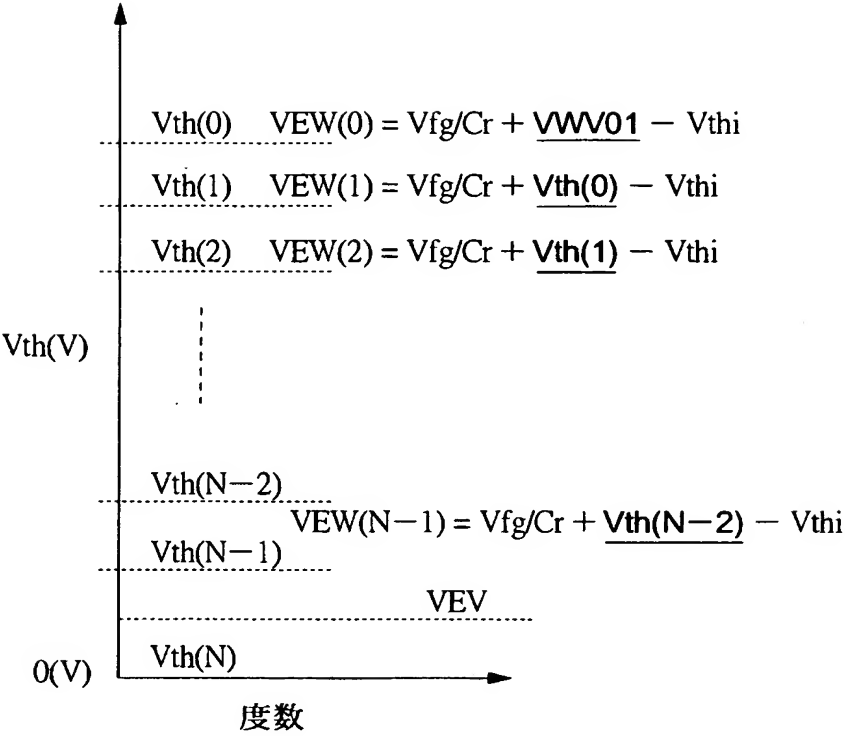 Vth(0) VEW(0) = Vfg/Cr + VWV01 − Vthi
Vth(1) VEW(1) = Vfg/Cr + Vth(0) − Vthi
Vth(2) VEW(2) = Vfg/Cr + Vth(1) − Vthi
Vth(V)
Vth(N−2)
VEW(N−1) = Vfg/Cr + Vth(N−2) − Vthi
Vth(N−1)
VEV
Vth(N)
0(V)
度数